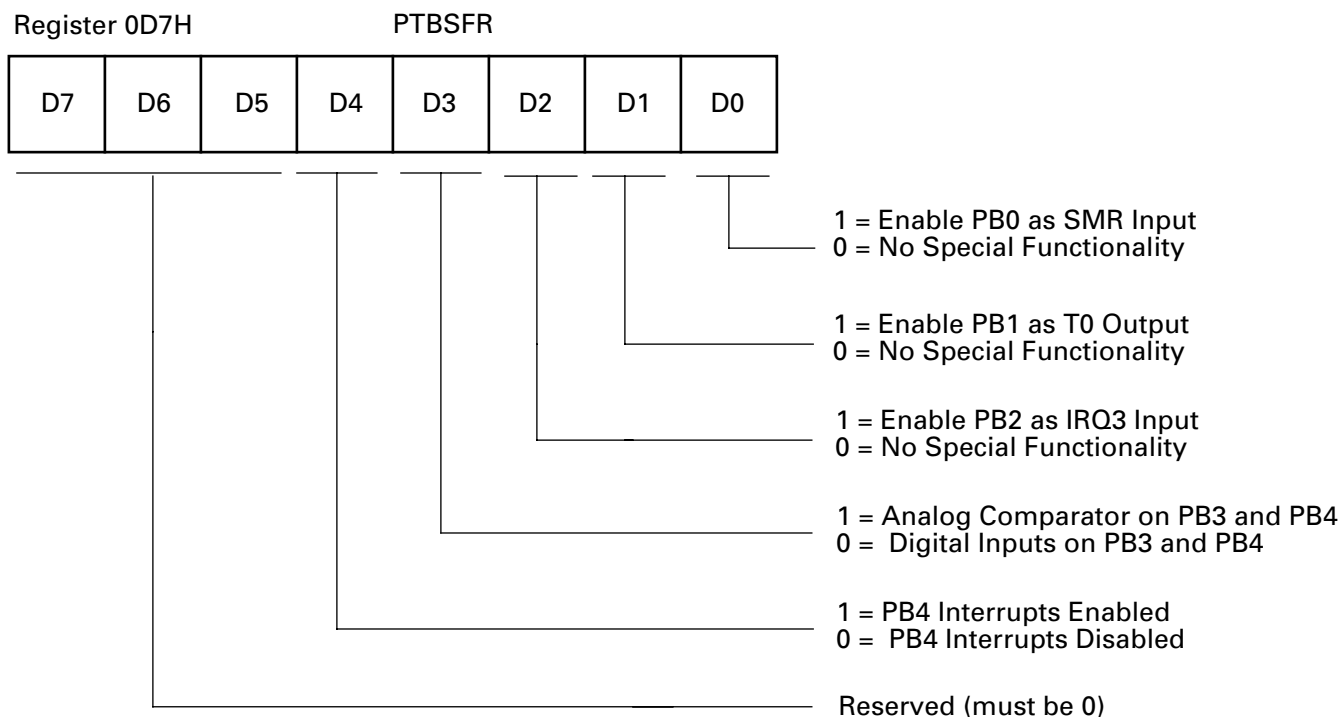 Register 0D7H PTBSFR
D7 D6 D5 D4 D3 D2 D1 D0
1 = Enable PB0 as SMR Input
0 = No Special Functionality
1 = Enable PB1 as T0 Output
0 = No Special Functionality
1 = Enable PB2 as IRQ3 Input
0 = No Special Functionality
1 = Analog Comparator on PB3 and PB4
0 = Digital Inputs on PB3 and PB4
1 = PB4 Interrupts Enabled
0 = PB4 Interrupts Disabled
Reserved (must be 0)